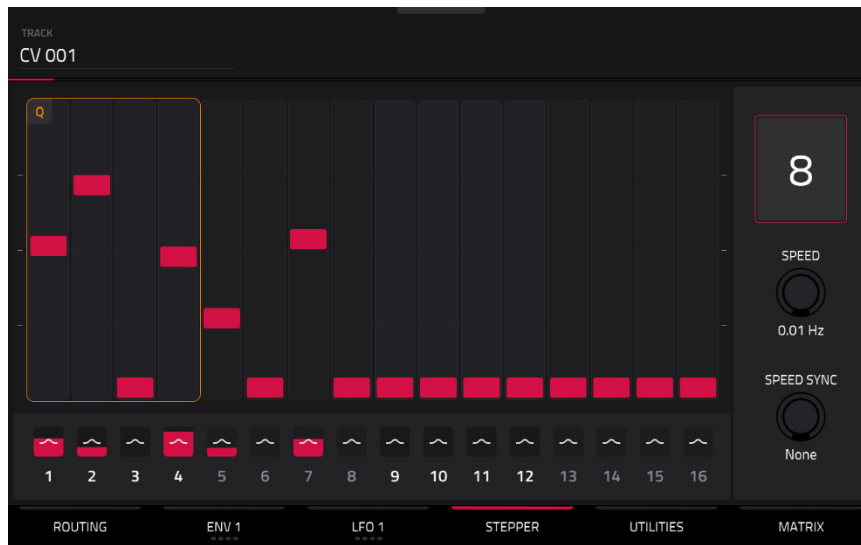 TRACK
CV 001
Q
8
SPEED
0.01 Hz
SPEED SYNC
None
1 2 3 4 5 6 7 8 9 10 11 12 13 14 15 16
ROUTING ENV 1 LFO 1 STEPPER UTILITIES MATRIX